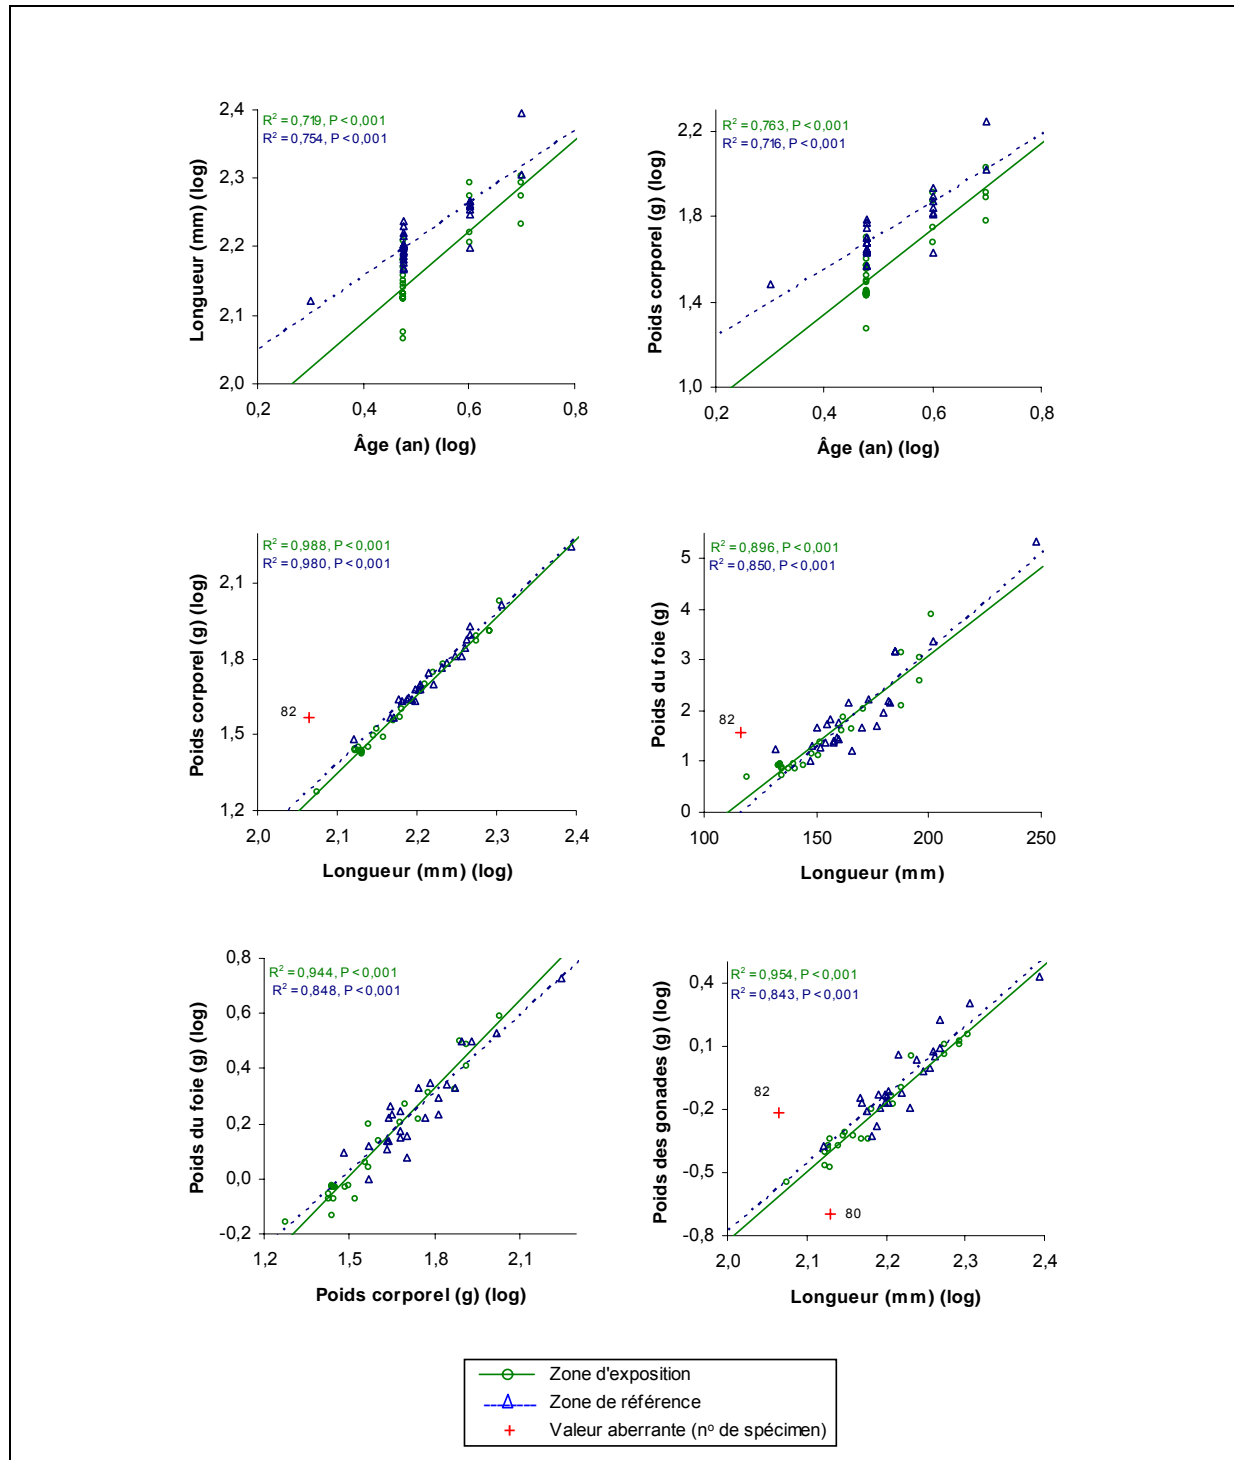 R² = 0,719, P < 0,001
R² = 0,754, P < 0,001
2,4
2,3
2,2
2,1
2,0
Longueur (mm) (log)
0,2 0,4 0,6 0,8
Âge (an) (log)
R² = 0,763, P < 0,001
R² = 0,716, P < 0,001
2,2
1,8
1,4
1,0
Poids corporel (g) (log)
0,2 0,4 0,6 0,8
Âge (an) (log)
R² = 0,988, P < 0,001
R² = 0,980, P < 0,001
2,1
1,8
1,5
1,2
Poids corporel (g) (log)
82
2,0 2,1 2,2 2,3 2,4
Longueur (mm) (log)
R² = 0,896, P < 0,001
R² = 0,850, P < 0,001
5
4
3
2
1
0
Poids du foie (g)
82
100 150 200 250
Longueur (mm)
R² = 0,944, P < 0,001
R² = 0,848, P < 0,001
0,8
0,6
0,4
0,2
0,0
-0,2
Poids du foie (g) (log)
1,2 1,5 1,8 2,1
Poids corporel (g) (log)
R² = 0,954, P < 0,001
R² = 0,843, P < 0,001
0,4
0,1
-0,2
-0,5
-0,8
Poids des gonades (g) (log)
82
80
2,0 2,1 2,2 2,3 2,4
Longueur (mm) (log)
Zone d'exposition
Zone de référence
Valeur aberrante (nº de spécimen)